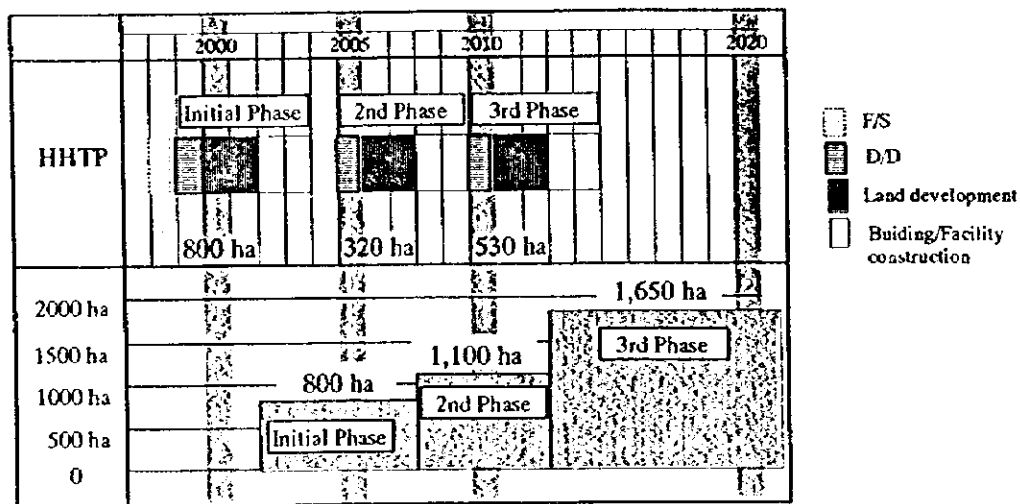 2000 2005 2010 2020
Initial Phase 2nd Phase 3rd Phase
HHTP
800 ha 320 ha 530 ha
F/S
D/D
Land development
Buiding/Facility
construction
2000 ha
1500 ha
1000 ha
500 ha
0
1,650 ha
3rd Phase
1,100 ha
2nd Phase
800 ha
Initial Phase